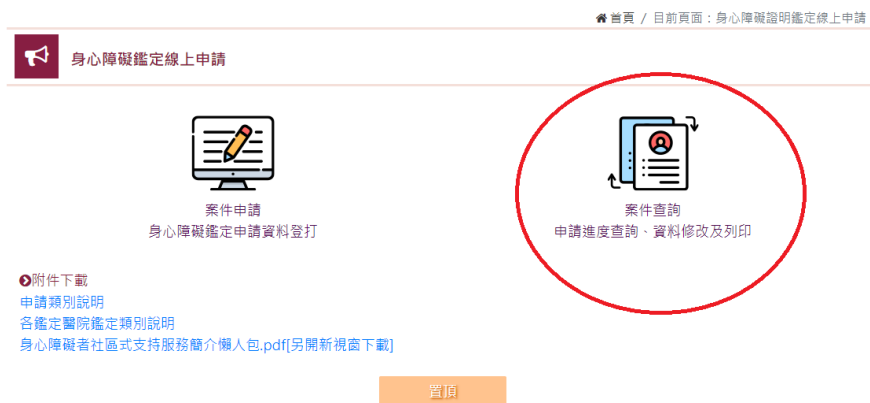 首頁 / 目前頁面：身心障礙證明鑑定線上申請
身心障礙鑑定線上申請
案件申請
身心障礙鑑定申請資料登打
案件查詢
申請進度查詢、資料修改及列印
附件下載
申請類別說明
各鑑定醫院鑑定類別說明
身心障礙者社區式支持服務簡介懶人包.pdf[另開新視窗下載]
置頂